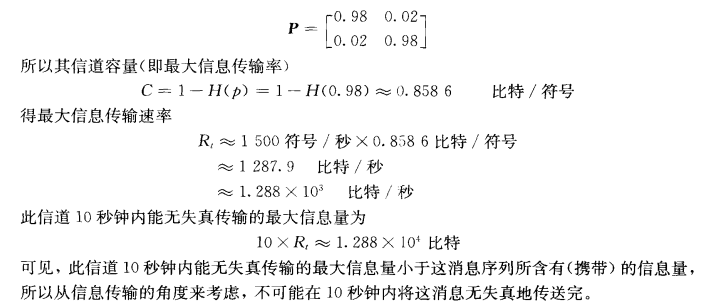 P = [0.98 0.02
0.02 0.98]
所以其信道容量(即最大信息传输率)
C = 1 − H(p) = 1 − H(0.98) ≈ 0.858 6 比特 / 符号
得最大信息传输速率
Rₜ ≈ 1 500 符号 / 秒 × 0.858 6 比特 / 符号
≈ 1 287.9 比特 / 秒
≈ 1.288 × 10³ 比特 / 秒
此信道 10 秒钟内能无失真传输的最大信息量为
10 × Rₜ ≈ 1.288 × 10⁴ 比特
可见，此信道 10 秒钟内能无失真传输的最大信息量小于这消息序列所含有(携带)的信息量，
所以从信息传输的角度来考虑，不可能在 10 秒钟内将这消息无失真地传送完。